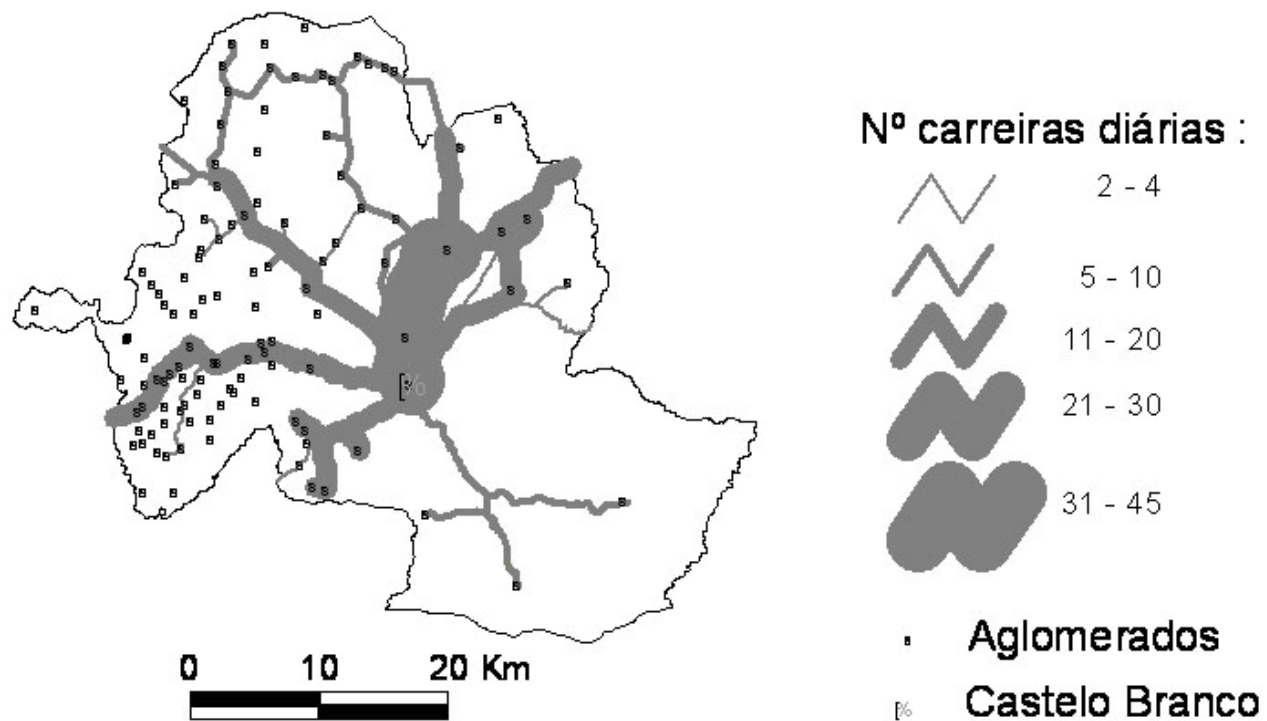 Nº carreiras diárias :
2 - 4
5 - 10
11 - 20
21 - 30
31 - 45
Aglomerados
Castelo Branco
0 10 20 Km